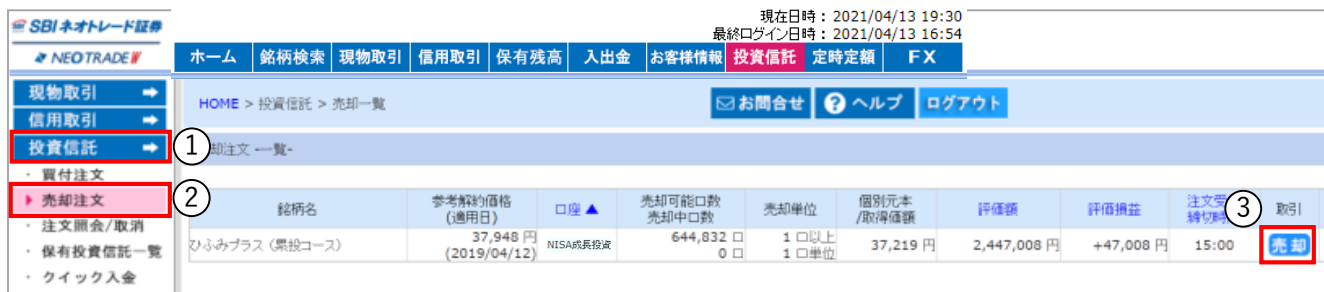 SBI ネオトレード証券
NEOTRADE W
現在日時： 2021/04/13 19:30
最終ログイン日時： 2021/04/13 16:54
ホーム 銘柄検索 現物取引 信用取引 保有残高 入出金 お客様情報 投資信託 定時定額 FX
現物取引
信用取引
投資信託
①
買付注文
売却注文
②
注文照会/取消
保有投資信託一覧
クイック入金
HOME > 投資信託 > 売却一覧
お問合せ ? ヘルプ ログアウト
却注文 -一覧-
銘柄名 参考解約価格 口座▲ 売却可能口数 売却単位 個別元本 評価額 評価損益 注文受 ③ 取引
(適用日) 売却中口数 /取得価額 締切時
ひふみプラス（累投コース） 37,948 円 NISA成長投資 644,832 口 1 口以上 37,219 円 2,447,008 円 +47,008 円 15:00 売却
(2019/04/12) 0 口 1 口単位